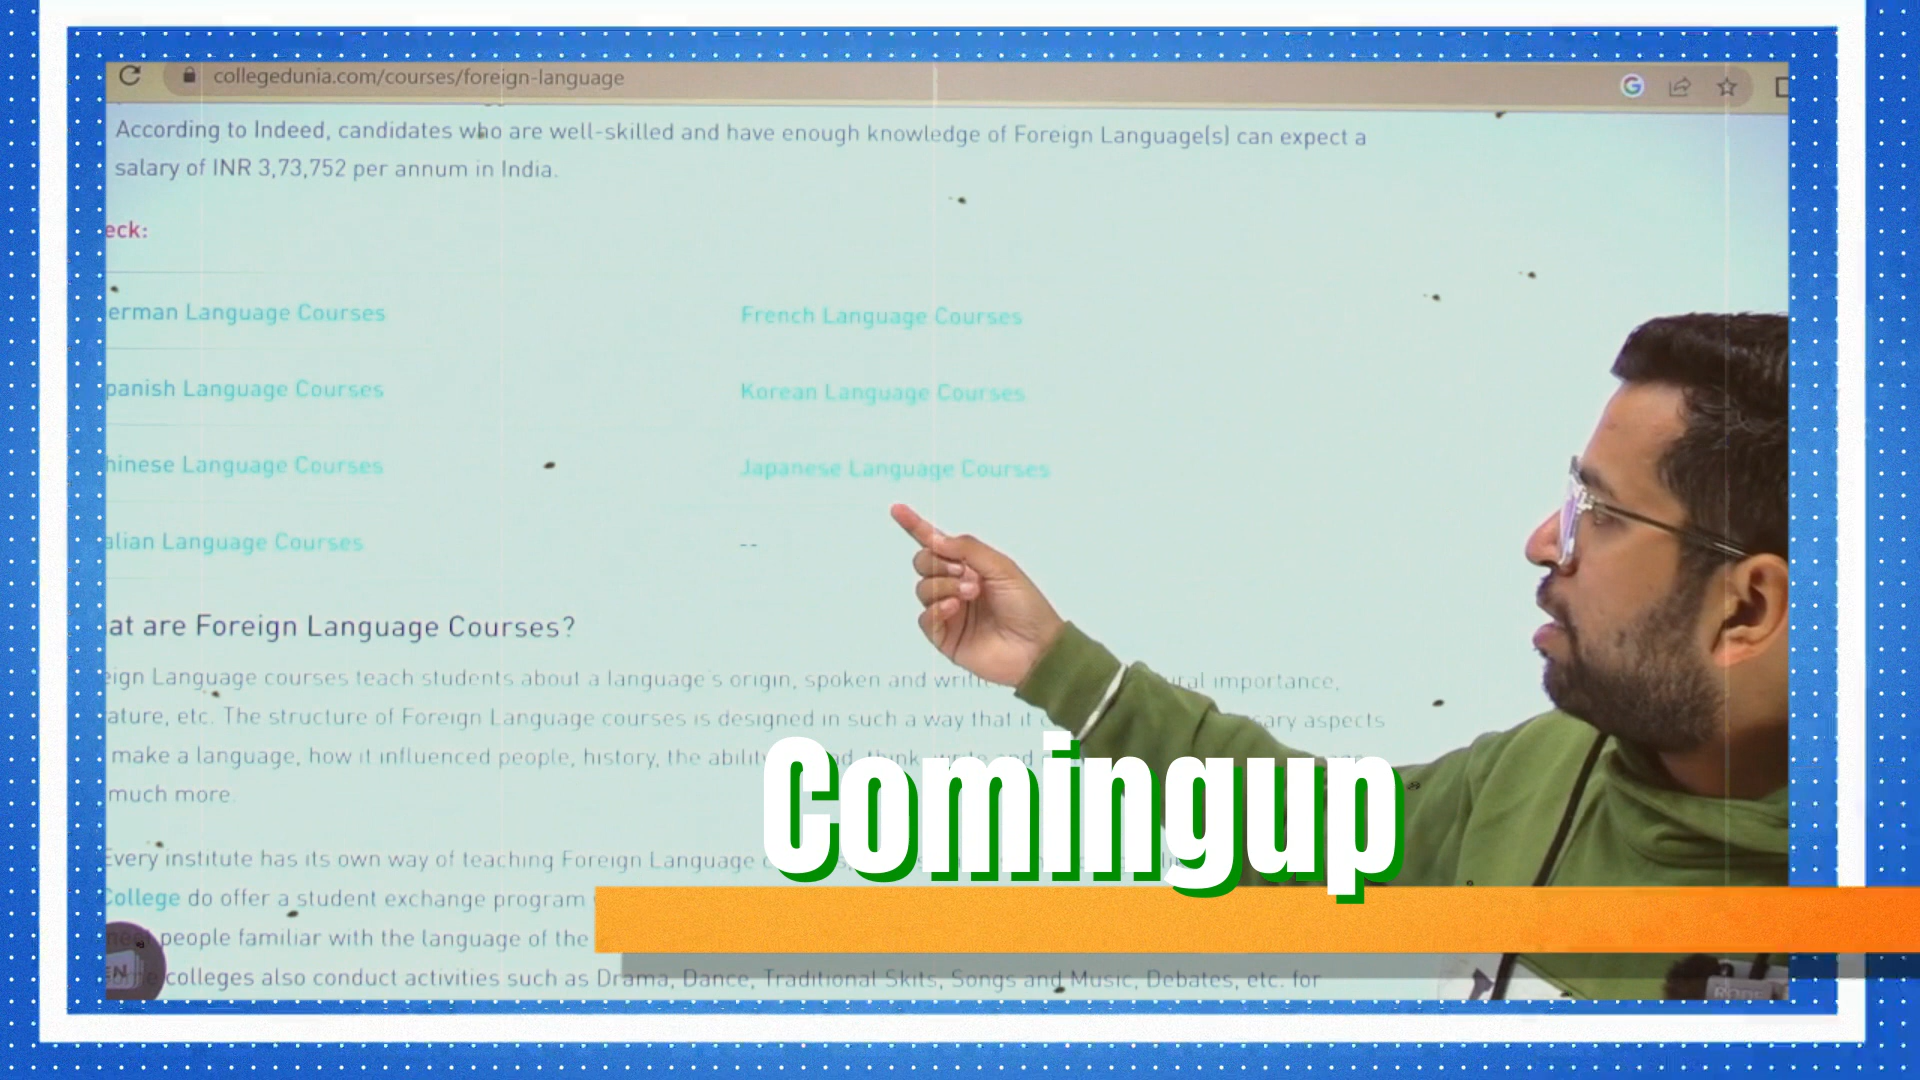 collegedunia.com/courses/foreign-language
According to Indeed, candidates who are well-skilled and have enough knowledge of Foreign Language(s) can expect a
salary of INR 3,73,752 per annum in India.
eck:
erman Language Courses
French Language Courses
panish Language Courses
Korean Language Courses
hinese Language Courses
Japanese Language Courses
alian Language Courses
--
at are Foreign Language Courses?
eign Language courses teach students about a language's origin, spoken and writte ral importance,
ature, etc. The structure of Foreign Language courses is designed in such a way that it sary aspects
make a language, how it influenced people, history, the ability
much more.
Every institute has its own way of teaching Foreign Language
College do offer a student exchange program
people familiar with the language of the
colleges also conduct activities such as Drama, Dance, Traditional Skits, Songs and Music, Debates, etc. for
Comingup
RODE